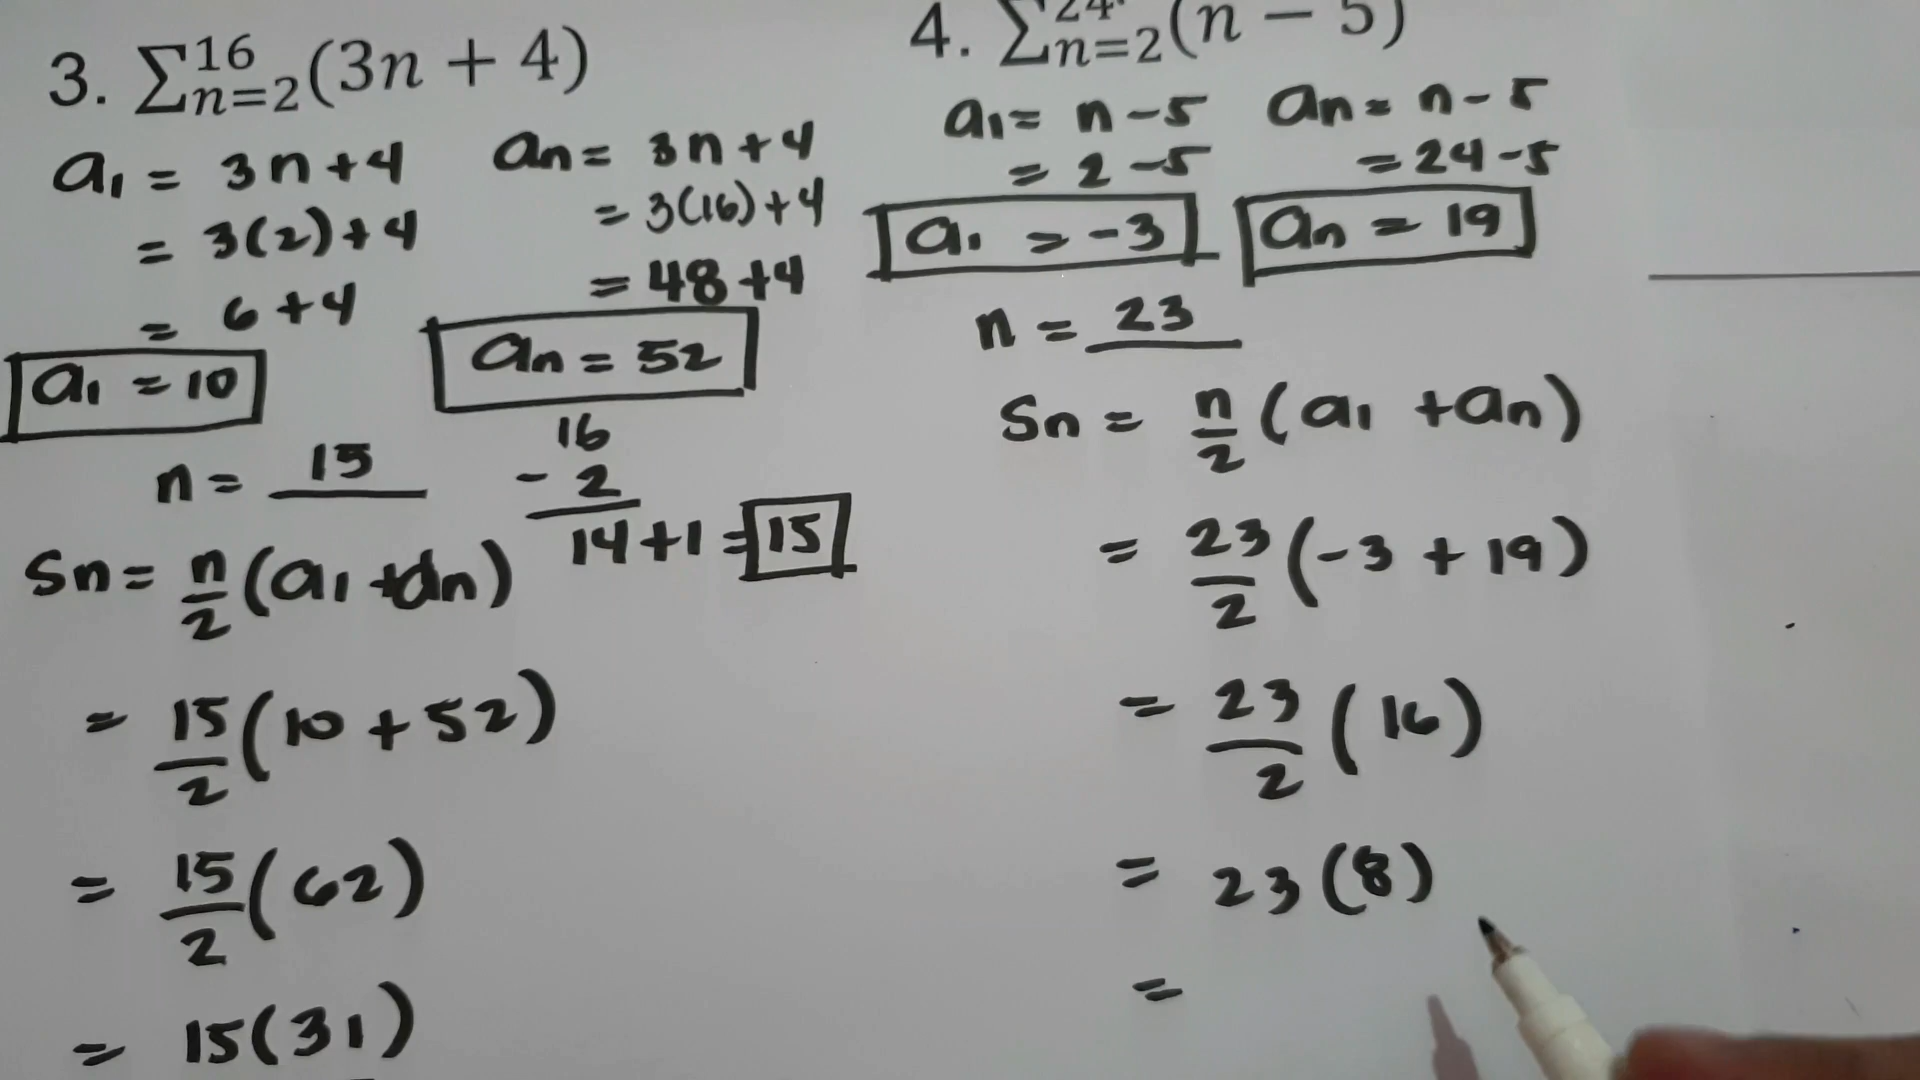 3. ∑_{n=2}^{16}(3n + 4)
a₁ = 3n+4
= 3(2)+4
= 6+4
a₁ = 10
an = 3n+4
= 3(16)+4
= 48+4
an = 52
n = 15
16
- 2
14+1 = 15
Sn = n/2 (a₁ + an)
= 15/2 (10 + 52)
= 15/2 (62)
= 15(31)
4. ∑_{n=2}^{24}(n − 5)
a₁ = n-5
= 2-5
a₁ = -3
an = n-5
= 24-5
an = 19
n = 23
Sn = n/2 (a₁ + an)
= 23/2 (-3 + 19)
= 23/2 (16)
= 23(8)
=